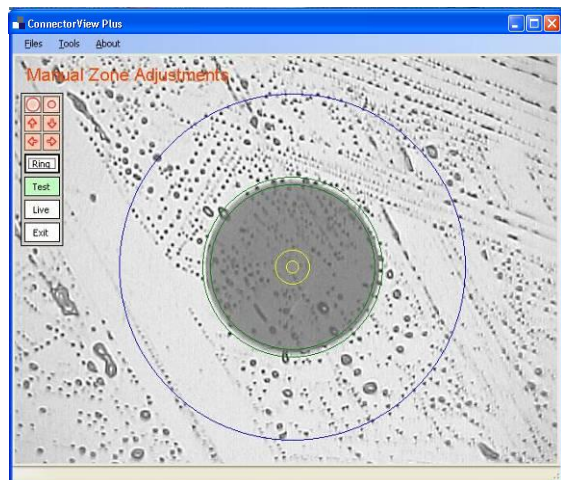 ConnectorView Plus
Files Tools About
Manual Zone Adjustments
Ring
Test
Live
Exit